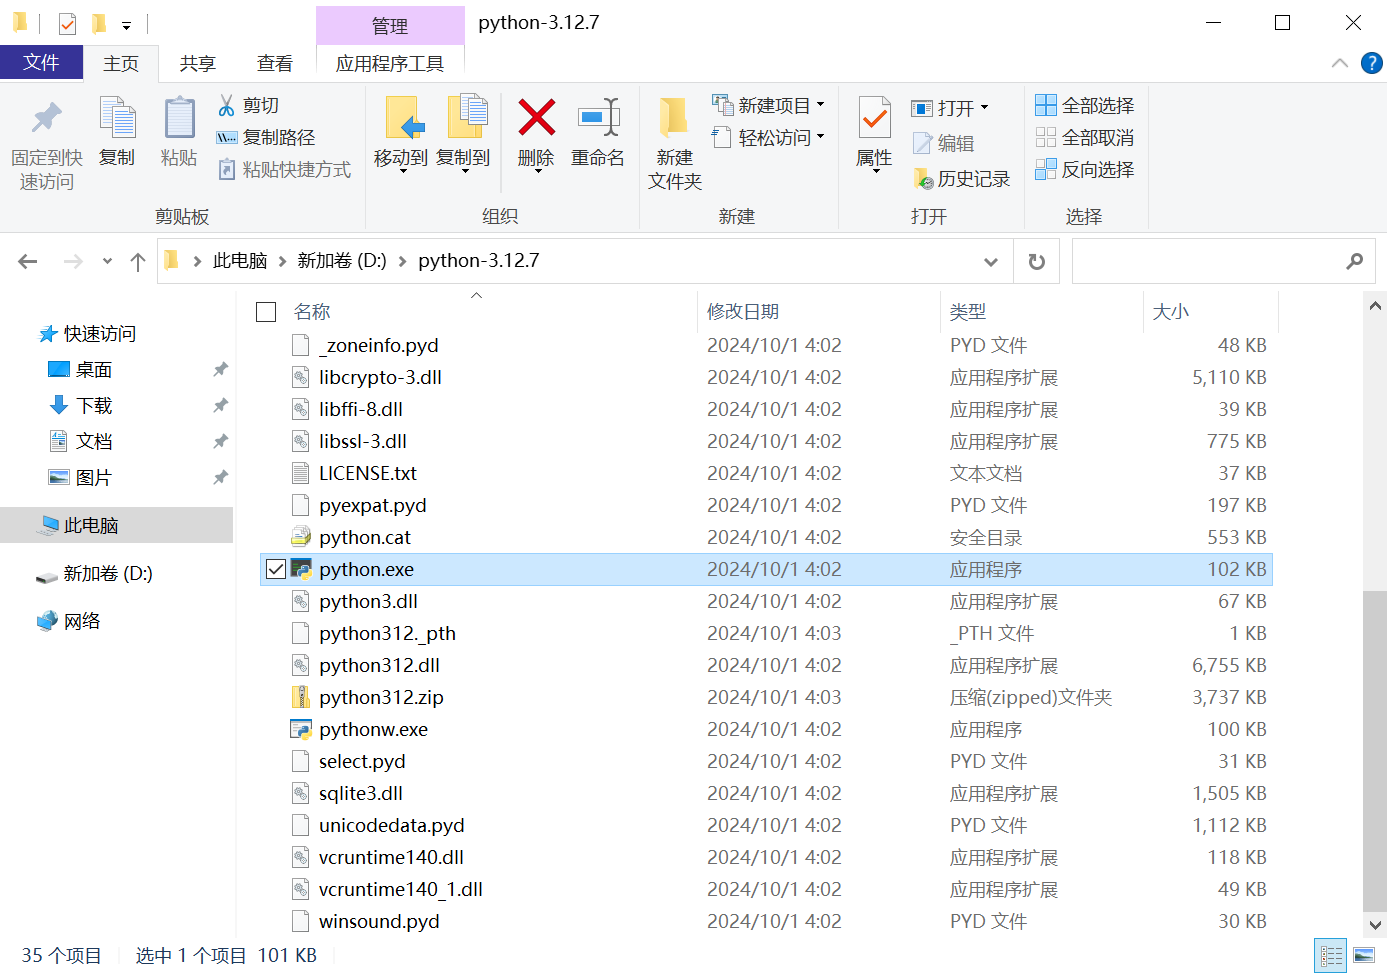 管理
python-3.12.7
文件
主页
共享
查看
应用程序工具
?
固定到快
速访问
复制
粘贴
剪切
复制路径
粘贴快捷方式
剪贴板
移动到
复制到
删除
重命名
组织
新建
文件夹
新建项目
轻松访问
新建
属性
打开
编辑
历史记录
打开
全部选择
全部取消
反向选择
选择
此电脑
新加卷 (D:)
python-3.12.7
快速访问
桌面
下载
文档
图片
此电脑
新加卷 (D:)
网络
名称 修改日期 类型 大小
_zoneinfo.pyd 2024/10/1 4:02 PYD 文件 48 KB
libcrypto-3.dll 2024/10/1 4:02 应用程序扩展 5,110 KB
libffi-8.dll 2024/10/1 4:02 应用程序扩展 39 KB
libssl-3.dll 2024/10/1 4:02 应用程序扩展 775 KB
LICENSE.txt 2024/10/1 4:02 文本文档 37 KB
pyexpat.pyd 2024/10/1 4:02 PYD 文件 197 KB
python.cat 2024/10/1 4:02 安全目录 553 KB
python.exe 2024/10/1 4:02 应用程序 102 KB
python3.dll 2024/10/1 4:02 应用程序扩展 67 KB
python312._pth 2024/10/1 4:03 _PTH 文件 1 KB
python312.dll 2024/10/1 4:02 应用程序扩展 6,755 KB
python312.zip 2024/10/1 4:03 压缩(zipped)文件夹 3,737 KB
pythonw.exe 2024/10/1 4:02 应用程序 100 KB
select.pyd 2024/10/1 4:02 PYD 文件 31 KB
sqlite3.dll 2024/10/1 4:02 应用程序扩展 1,505 KB
unicodedata.pyd 2024/10/1 4:02 PYD 文件 1,112 KB
vcruntime140.dll 2024/10/1 4:02 应用程序扩展 118 KB
vcruntime140_1.dll 2024/10/1 4:02 应用程序扩展 49 KB
winsound.pyd 2024/10/1 4:02 PYD 文件 30 KB
35 个项目 选中 1 个项目 101 KB